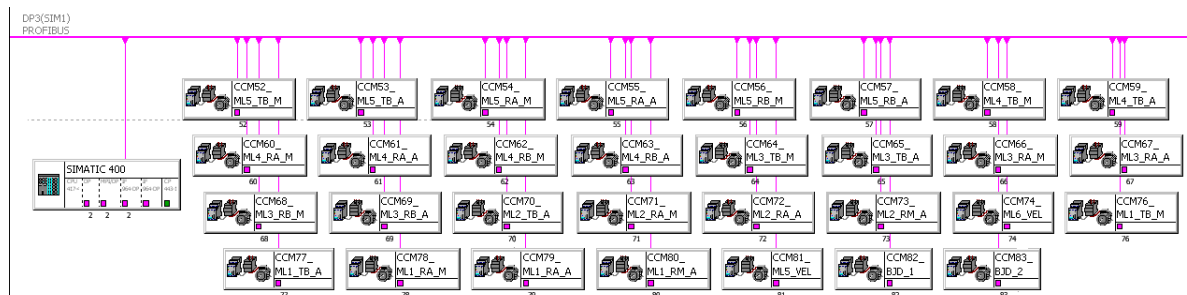 DP3(SIM1)
PROFIBUS
CCM52_
ML5_TB_M
52
CCM53_
ML5_TB_A
53
CCM54_
ML5_RA_M
54
CCM55_
ML5_RA_A
55
CCM56_
ML5_RB_M
56
CCM57_
ML5_RB_A
57
CCM58_
ML4_TB_M
58
CCM59_
ML4_TB_A
59
CCM60_
ML4_RA_M
60
CCM61_
ML4_RA_A
61
CCM62_
ML4_RB_M
62
CCM63_
ML4_RB_A
63
CCM64_
ML3_TB_M
64
CCM65_
ML3_TB_A
65
CCM66_
ML3_RA_M
66
CCM67_
ML3_RA_A
67
SIMATIC 400
2 2 2
CCM68_
ML3_RB_M
68
CCM69_
ML3_RB_A
69
CCM70_
ML2_TB_A
70
CCM71_
ML2_RA_M
71
CCM72_
ML2_RA_A
72
CCM73_
ML2_RM_A
73
CCM74_
ML6_VEL
74
CCM76_
ML1_TB_M
76
CCM77_
ML1_TB_A
CCM78_
ML1_RA_M
CCM79_
ML1_RA_A
CCM80_
ML1_RM_A
CCM81_
ML5_VEL
CCM82_
BJD_1
CCM83_
BJD_2